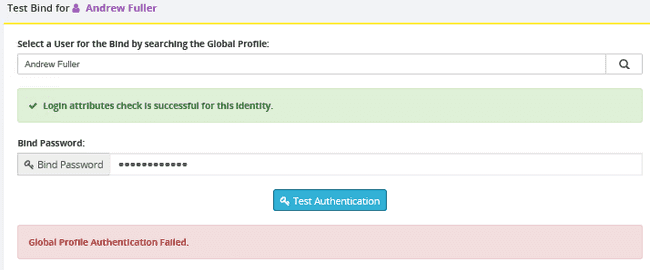 Test Bind for Andrew Fuller
Select a User for the Bind by searching the Global Profile:
Andrew Fuller
Login attributes check is successful for this identity.
Bind Password:
Bind Password ••••••••••••
Test Authentication
Global Profile Authentication Failed.